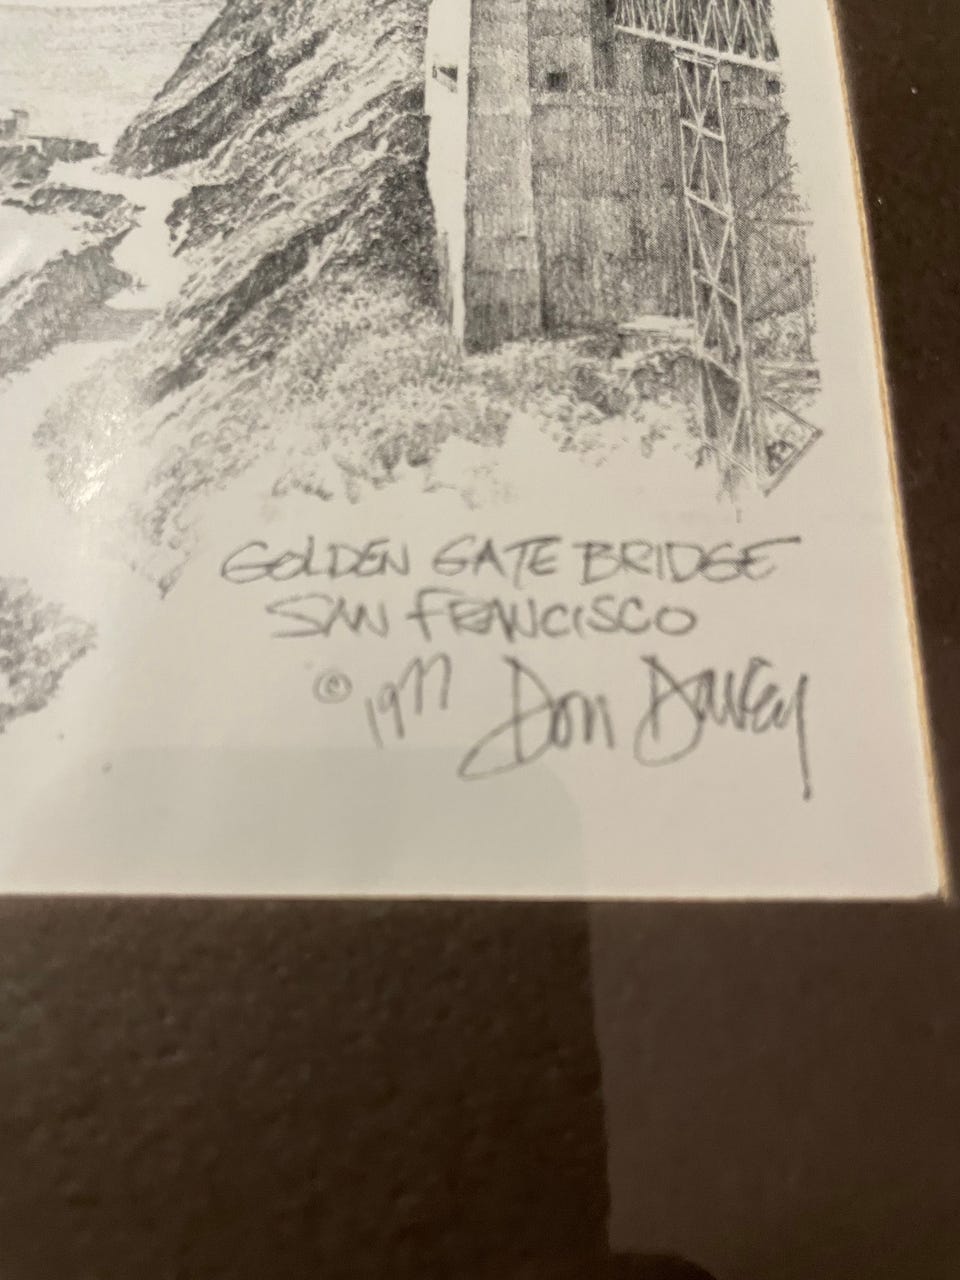 GOLDEN GATE BRIDGE
SAN FRANCISCO
© 1977 Don Davey